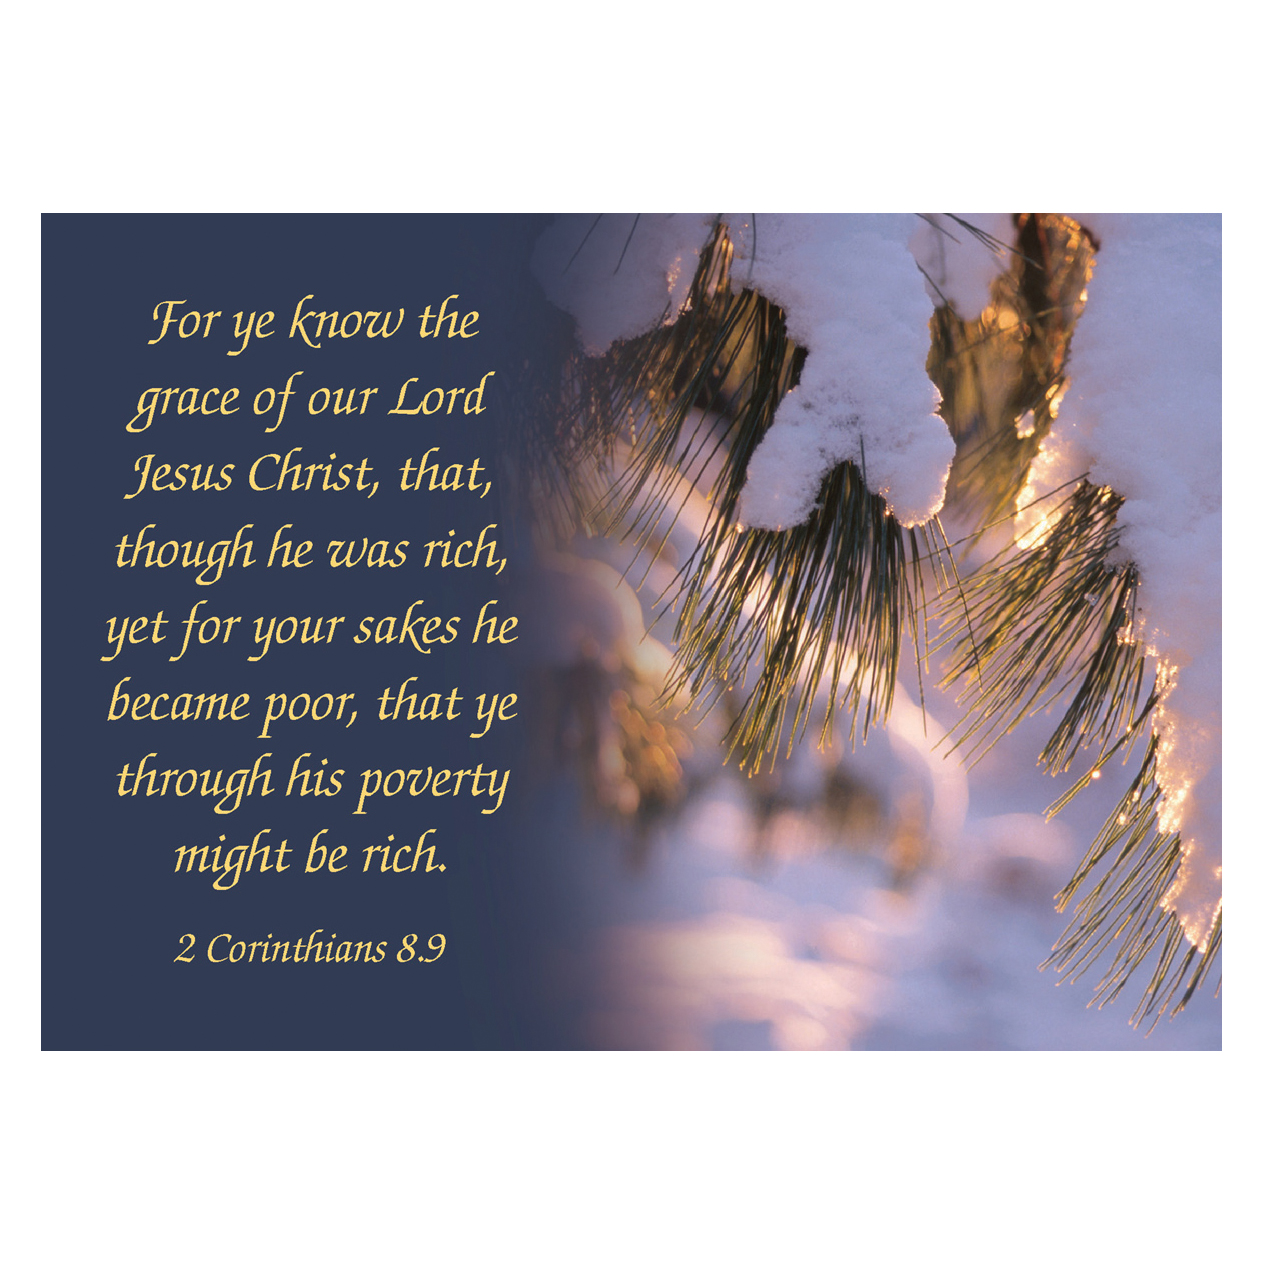 For ye know the
grace of our Lord
Jesus Christ, that,
though he was rich,
yet for your sakes he
became poor, that ye
through his poverty
might be rich.
2 Corinthians 8.9